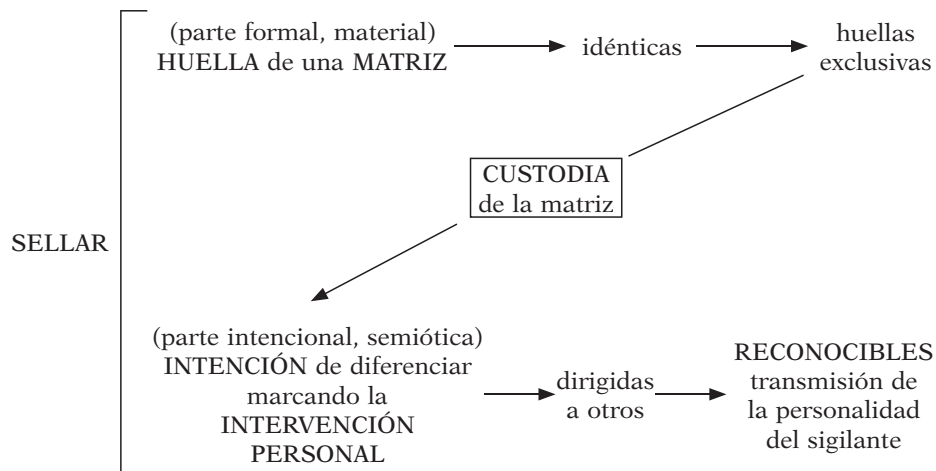 (parte formal, material)
HUELLA de una MATRIZ
idénticas
huellas
exclusivas
CUSTODIA
de la matriz
SELLAR
(parte intencional, semiótica)
INTENCIÓN de diferenciar
marcando la
INTERVENCIÓN
PERSONAL
dirigidas
a otros
RECONOCIBLES
transmisión de
la personalidad
del sigilante